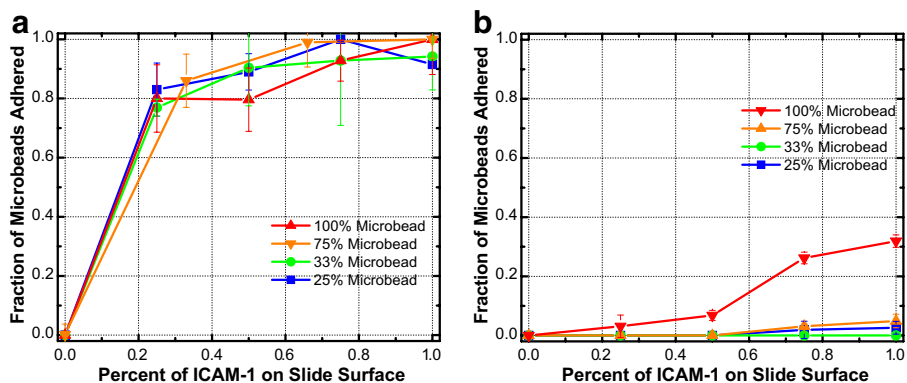 a
Fraction of Microbeads Adhered
1.0
0.8
0.6
0.4
0.2
0.0
100% Microbead
75% Microbead
33% Microbead
25% Microbead
0.0 0.2 0.4 0.6 0.8 1.0
Percent of ICAM-1 on Slide Surface
b
Fraction of Microbeads Adhered
1.0
0.8
0.6
0.4
0.2
0.0
100% Microbead
75% Microbead
33% Microbead
25% Microbead
0.0 0.2 0.4 0.6 0.8 1.0
Percent of ICAM-1 on Slide Surface